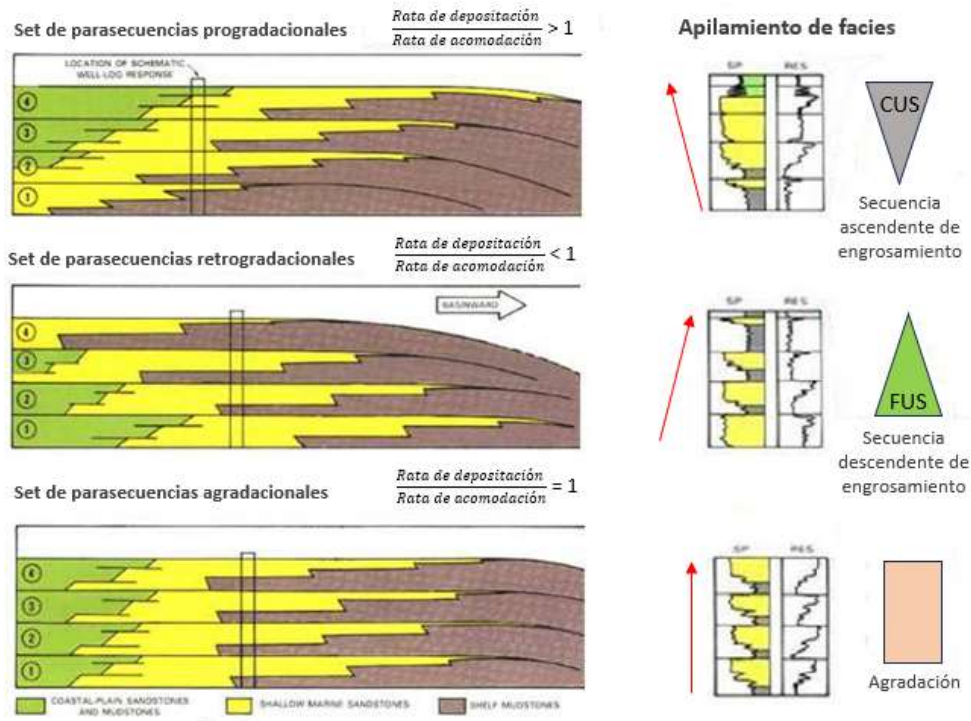 Set de parasecuencias progradacionales
Rata de depositación
Rata de acomodación
> 1
Apilamiento de facies
LOCATION OF SCHEMATIC
WELL-LOG RESPONSE
4
3
2
1
SP RES
CUS
Secuencia
ascendente de
engrosamiento
Set de parasecuencias retrogradacionales
Rata de depositación
Rata de acomodación
< 1
BASINWARD
4
3
2
1
SP RES
FUS
Secuencia
descendente de
engrosamiento
Set de parasecuencias agradacionales
Rata de depositación
Rata de acomodación
= 1
4
3
2
1
SP RES
Agradación
COASTAL-PLAIN SANDSTONES
AND MUDSTONES
SHALLOW MARINE SANDSTONES
SHELF MUDSTONES